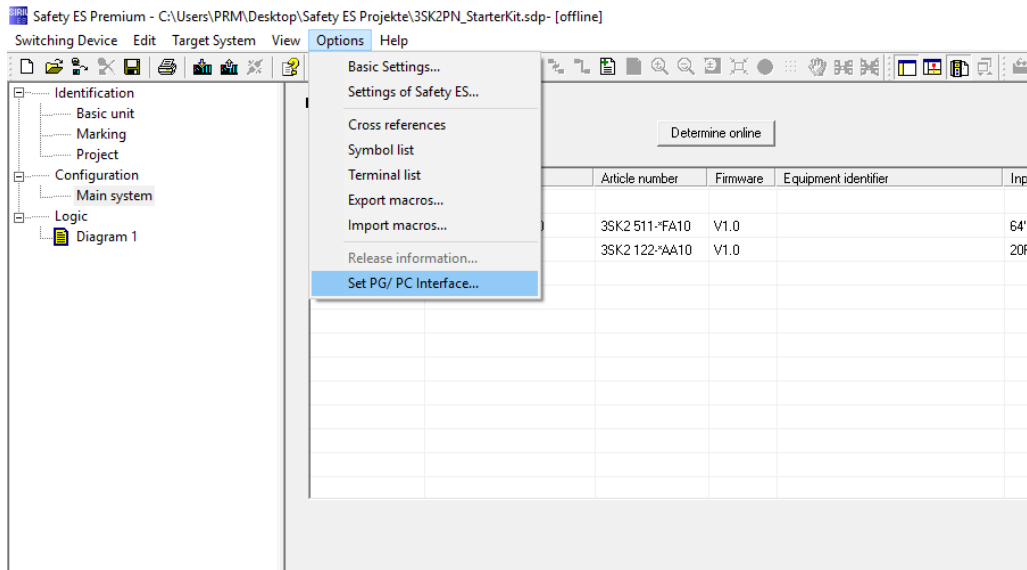 Safety ES Premium - C:\Users\PRM\Desktop\Safety ES Projekte\3SK2PN_StarterKit.sdp- [offline]
Switching Device Edit Target System View Options Help
Identification
Basic unit
Marking
Project
Configuration
Main system
Logic
Diagram 1
Basic Settings...
Settings of Safety ES...
Cross references
Symbol list
Terminal list
Export macros...
Import macros...
Release information...
Set PG/ PC Interface...
Determine online
Article number Firmware Equipment identifier Inp
3SK2 511-*FA10 V1.0 64'
3SK2 122-*AA10 V1.0